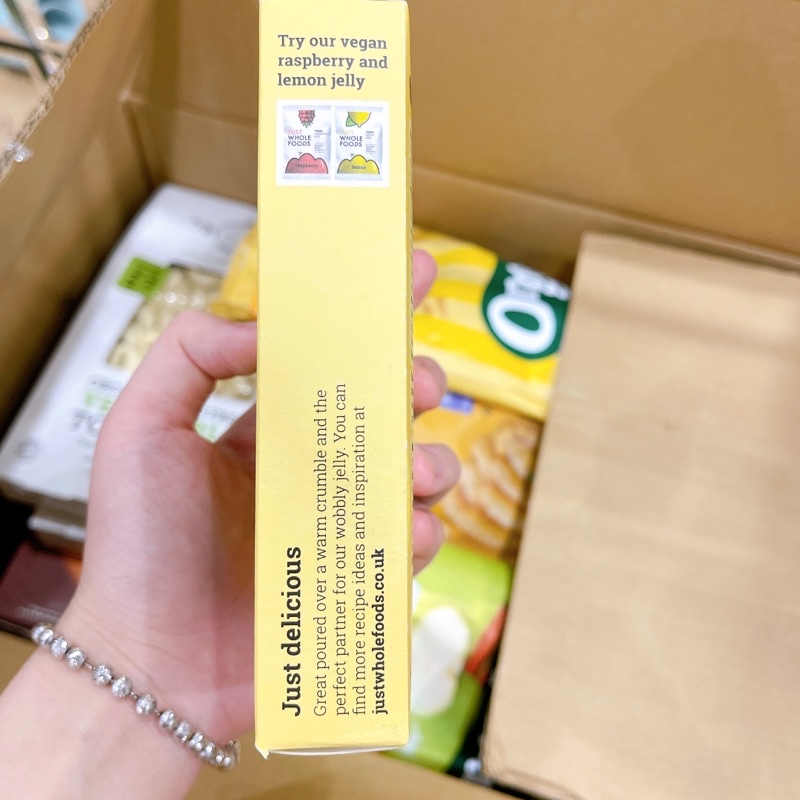 Try our vegan
raspberry and
lemon jelly
JUST
WHOLE
FOODS
raspberry
WHOLE
FOODS
lemon
Just delicious
Great poured over a warm crumble and the
perfect partner for our wobbly jelly. You can
find more recipe ideas and inspiration at
justwholefoods.co.uk